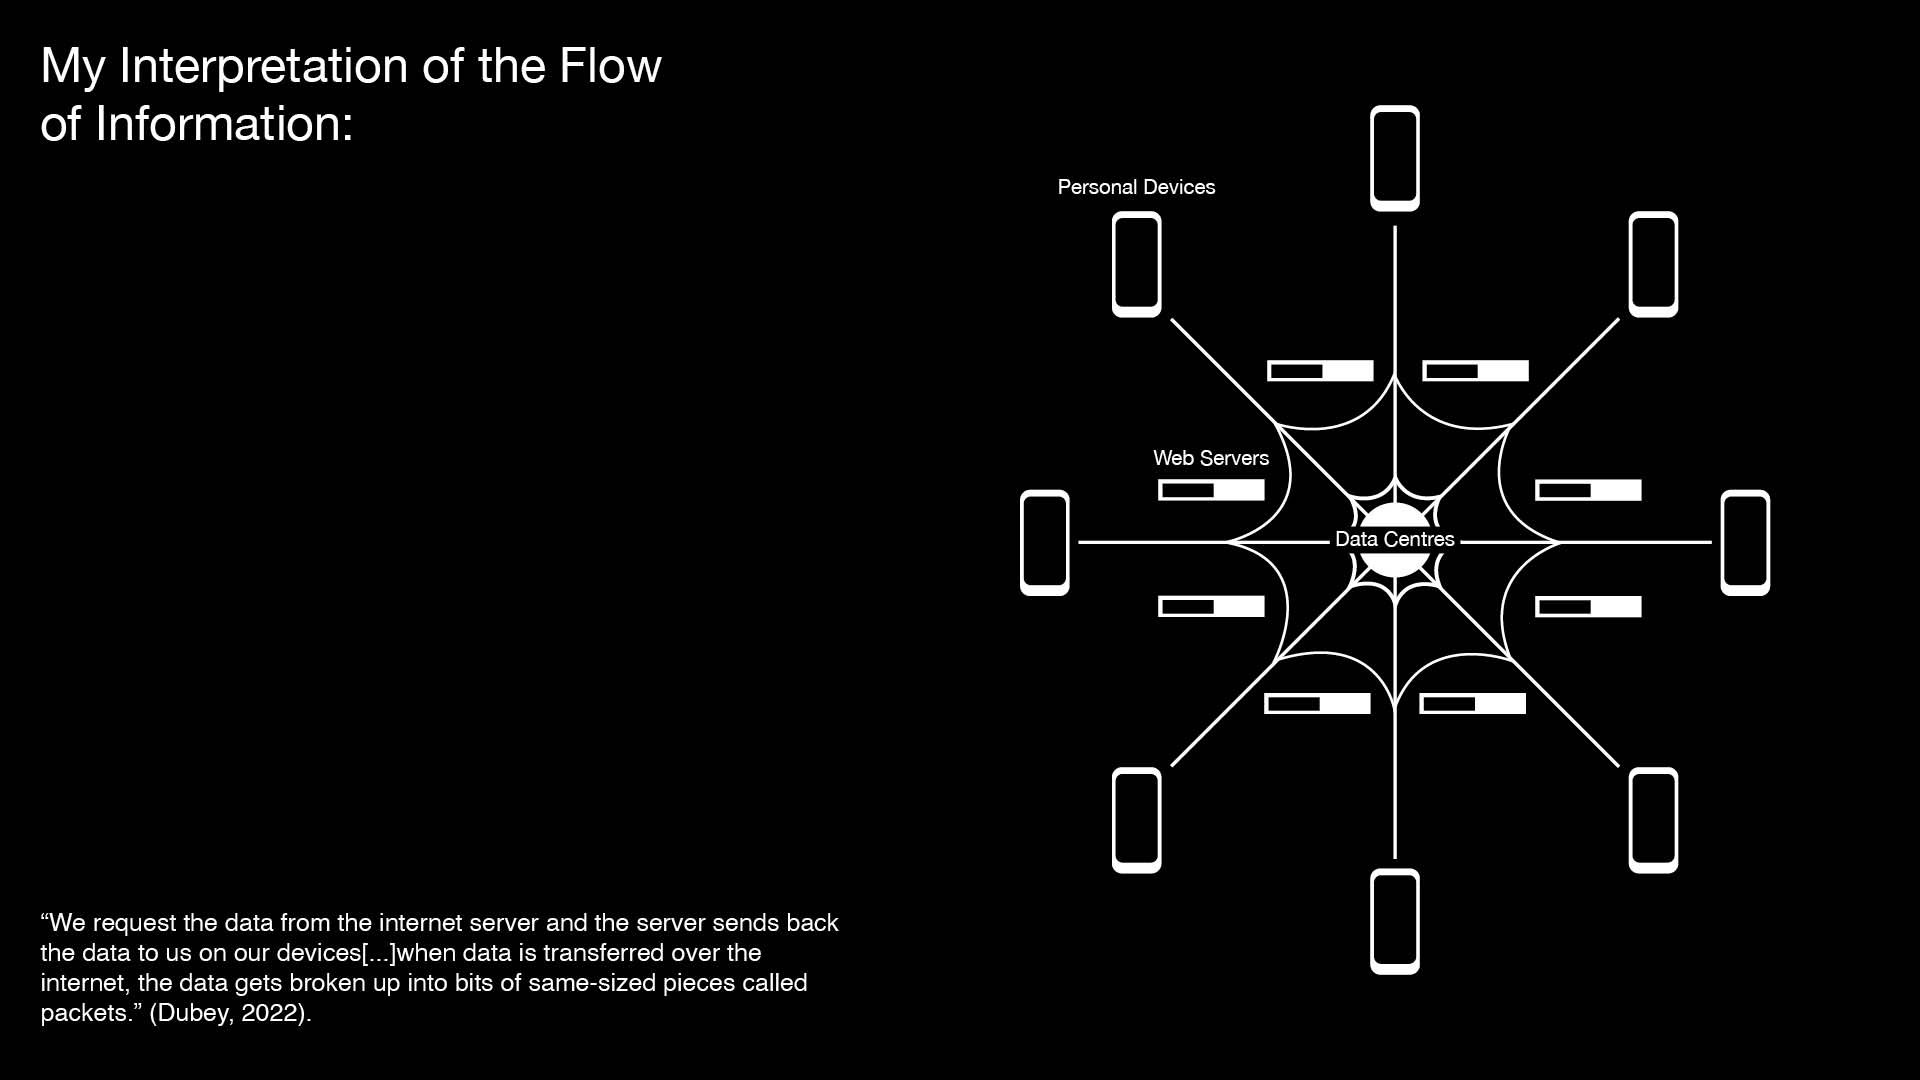 My Interpretation of the Flow
of Information:
Personal Devices
Web Servers
Data Centres
“We request the data from the internet server and the server sends back
the data to us on our devices[...]when data is transferred over the
internet, the data gets broken up into bits of same-sized pieces called
packets.” (Dubey, 2022).